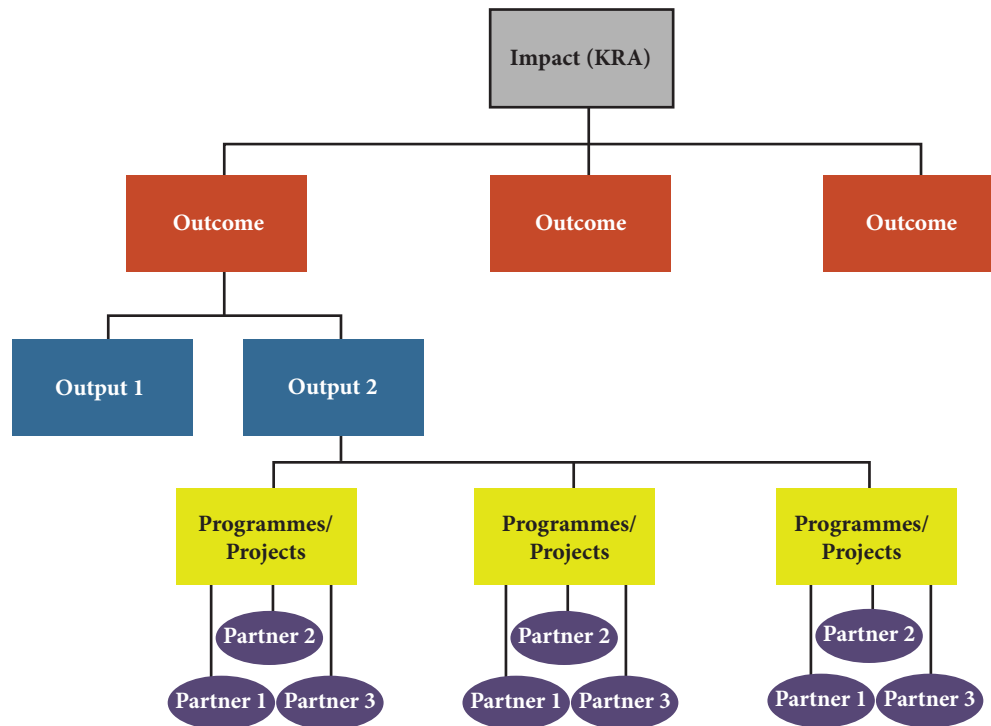 Impact (KRA)
Outcome
Outcome
Outcome
Output 1
Output 2
Programmes/
Projects
Programmes/
Projects
Programmes/
Projects
Partner 2
Partner 1
Partner 3
Partner 2
Partner 1
Partner 3
Partner 2
Partner 1
Partner 3